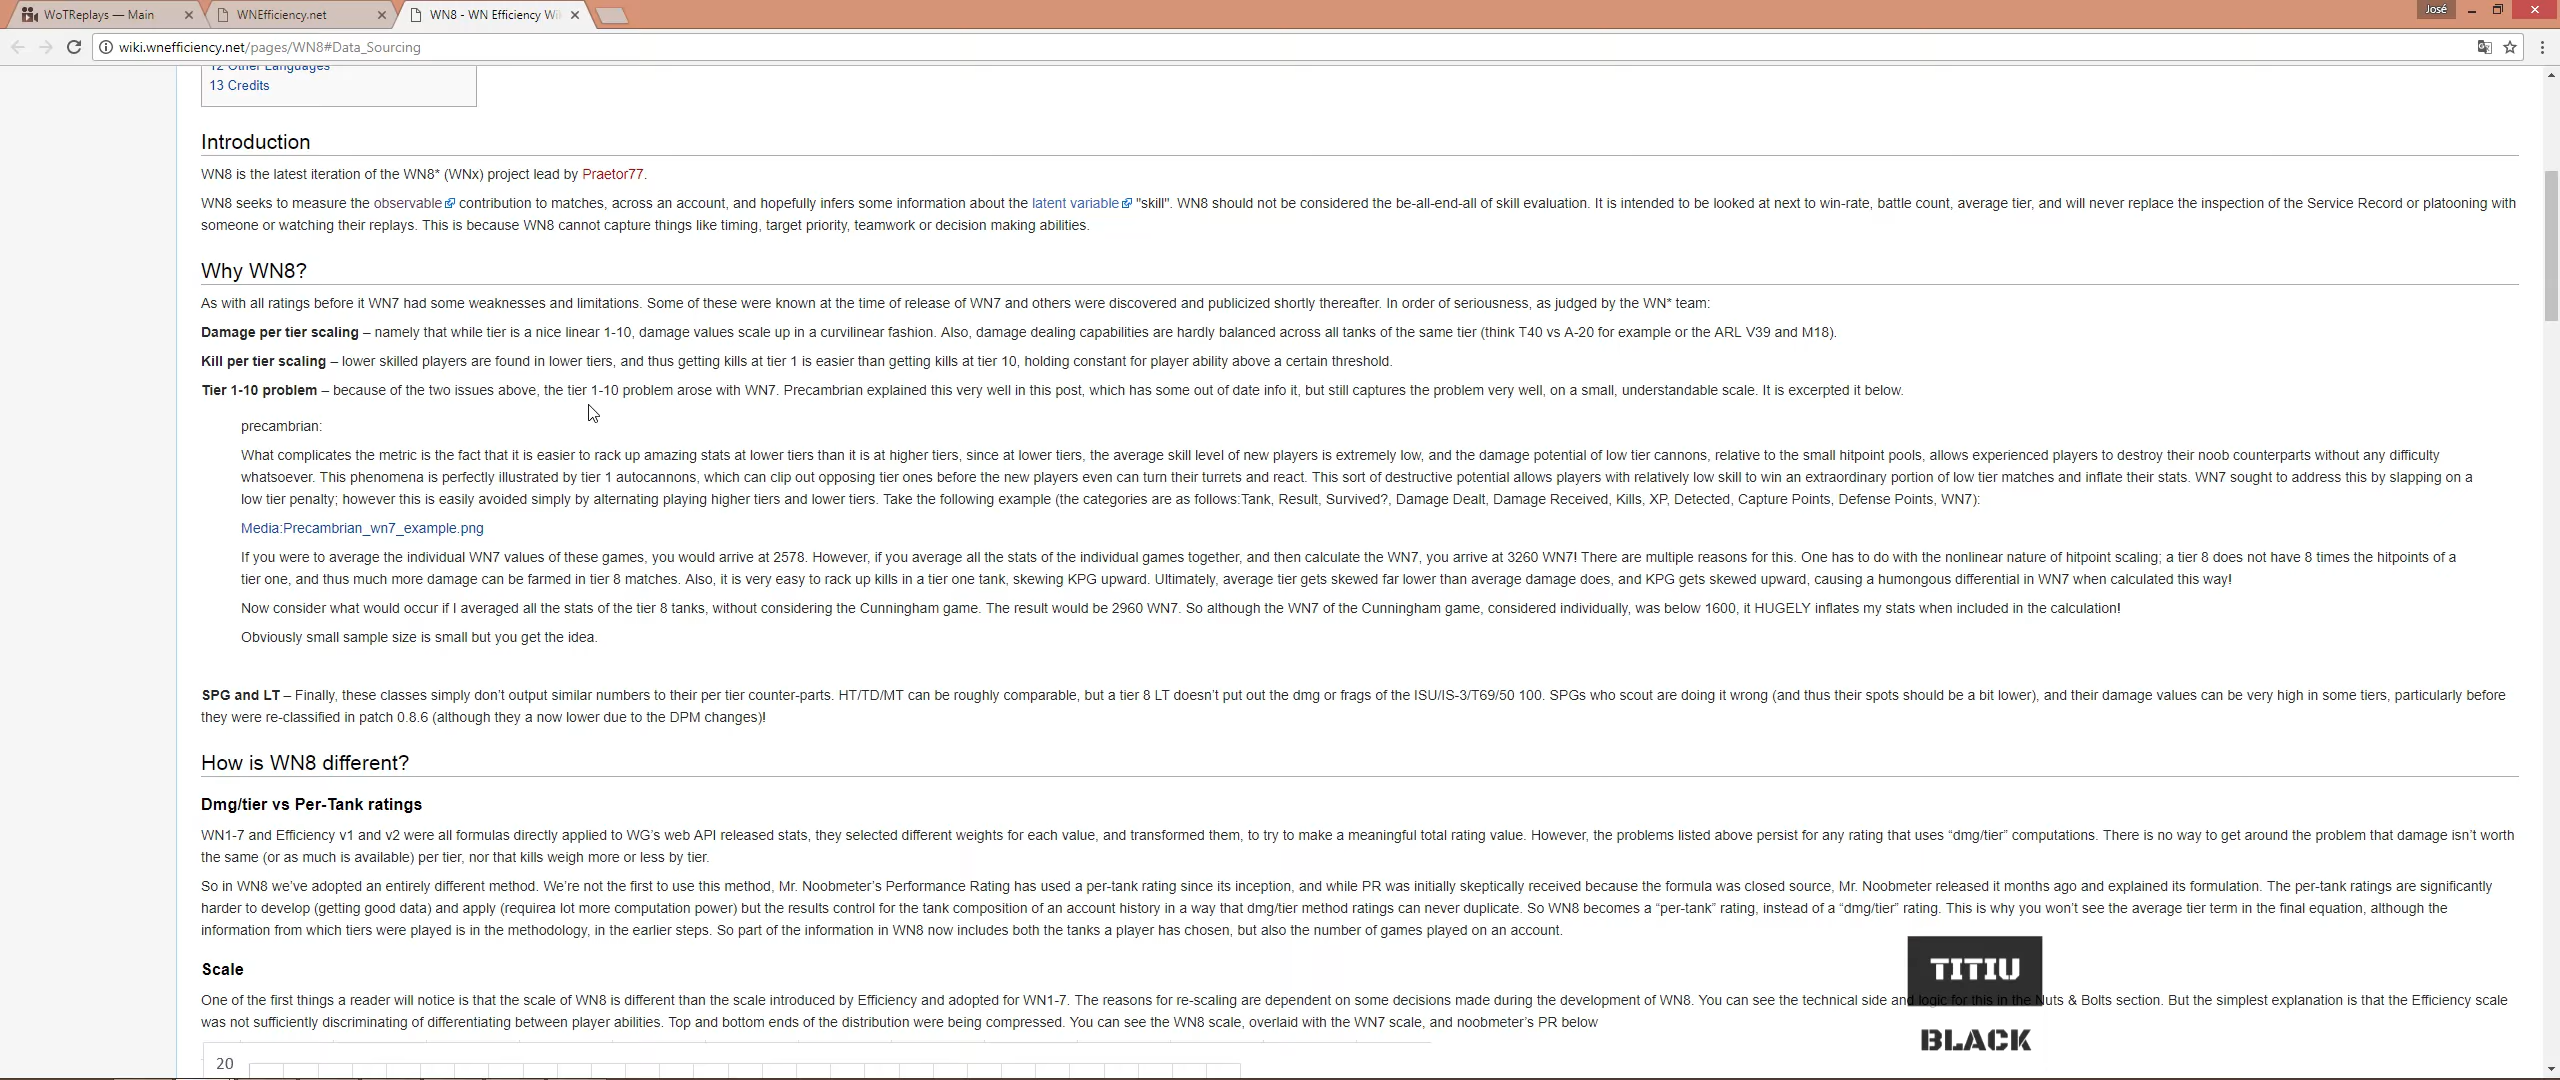 WoTReplays — Main
WNEfficiency.net
WN8 - WN Efficiency Wi
José
wiki.wnefficiency.net/pages/WN8#Data_Sourcing
12 Other Languages
13 Credits
Introduction
WN8 is the latest iteration of the WN8* (WNx) project lead by Praetor77.
WN8 seeks to measure the observable contribution to matches, across an account, and hopefully infers some information about the latent variable "skill". WN8 should not be considered the be-all-end-all of skill evaluation. It is intended to be looked at next to win-rate, battle count, average tier, and will never replace the inspection of the Service Record or platooning with
someone or watching their replays. This is because WN8 cannot capture things like timing, target priority, teamwork or decision making abilities.
Why WN8?
As with all ratings before it WN7 had some weaknesses and limitations. Some of these were known at the time of release of WN7 and others were discovered and publicized shortly thereafter. In order of seriousness, as judged by the WN* team:
Damage per tier scaling – namely that while tier is a nice linear 1-10, damage values scale up in a curvilinear fashion. Also, damage dealing capabilities are hardly balanced across all tanks of the same tier (think T40 vs A-20 for example or the ARL V39 and M18).
Kill per tier scaling – lower skilled players are found in lower tiers, and thus getting kills at tier 1 is easier than getting kills at tier 10, holding constant for player ability above a certain threshold.
Tier 1-10 problem – because of the two issues above, the tier 1-10 problem arose with WN7. Precambrian explained this very well in this post, which has some out of date info it, but still captures the problem very well, on a small, understandable scale. It is excerpted it below.
precambrian:
What complicates the metric is the fact that it is easier to rack up amazing stats at lower tiers than it is at higher tiers, since at lower tiers, the average skill level of new players is extremely low, and the damage potential of low tier cannons, relative to the small hitpoint pools, allows experienced players to destroy their noob counterparts without any difficulty
whatsoever. This phenomena is perfectly illustrated by tier 1 autocannons, which can clip out opposing tier ones before the new players even can turn their turrets and react. This sort of destructive potential allows players with relatively low skill to win an extraordinary portion of low tier matches and inflate their stats. WN7 sought to address this by slapping on a
low tier penalty; however this is easily avoided simply by alternating playing higher tiers and lower tiers. Take the following example (the categories are as follows:Tank, Result, Survived?, Damage Dealt, Damage Received, Kills, XP, Detected, Capture Points, Defense Points, WN7):
Media:Precambrian_wn7_example.png
If you were to average the individual WN7 values of these games, you would arrive at 2578. However, if you average all the stats of the individual games together, and then calculate the WN7, you arrive at 3260 WN7! There are multiple reasons for this. One has to do with the nonlinear nature of hitpoint scaling; a tier 8 does not have 8 times the hitpoints of a
tier one, and thus much more damage can be farmed in tier 8 matches. Also, it is very easy to rack up kills in a tier one tank, skewing KPG upward. Ultimately, average tier gets skewed far lower than average damage does, and KPG gets skewed upward, causing a humongous differential in WN7 when calculated this way!
Now consider what would occur if I averaged all the stats of the tier 8 tanks, without considering the Cunningham game. The result would be 2960 WN7. So although the WN7 of the Cunningham game, considered individually, was below 1600, it HUGELY inflates my stats when included in the calculation!
Obviously small sample size is small but you get the idea.
SPG and LT – Finally, these classes simply don't output similar numbers to their per tier counter-parts. HT/TD/MT can be roughly comparable, but a tier 8 LT doesn't put out the dmg or frags of the ISU/IS-3/T69/50 100. SPGs who scout are doing it wrong (and thus their spots should be a bit lower), and their damage values can be very high in some tiers, particularly before
they were re-classified in patch 0.8.6 (although they a now lower due to the DPM changes)!
How is WN8 different?
Dmg/tier vs Per-Tank ratings
WN1-7 and Efficiency v1 and v2 were all formulas directly applied to WG's web API released stats, they selected different weights for each value, and transformed them, to try to make a meaningful total rating value. However, the problems listed above persist for any rating that uses “dmg/tier” computations. There is no way to get around the problem that damage isn't worth
the same (or as much is available) per tier, nor that kills weigh more or less by tier.
So in WN8 we've adopted an entirely different method. We're not the first to use this method, Mr. Noobmeter's Performance Rating has used a per-tank rating since its inception, and while PR was initially skeptically received because the formula was closed source, Mr. Noobmeter released it months ago and explained its formulation. The per-tank ratings are significantly
harder to develop (getting good data) and apply (requirea lot more computation power) but the results control for the tank composition of an account history in a way that dmg/tier method ratings can never duplicate. So WN8 becomes a “per-tank” rating, instead of a “dmg/tier” rating. This is why you won't see the average tier term in the final equation, although the
information from which tiers were played is in the methodology, in the earlier steps. So part of the information in WN8 now includes both the tanks a player has chosen, but also the number of games played on an account.
Scale
One of the first things a reader will notice is that the scale of WN8 is different than the scale introduced by Efficiency and adopted for WN1-7. The reasons for re-scaling are dependent on some decisions made during the development of WN8. You can see the technical side and logic for this in the Nuts & Bolts section. But the simplest explanation is that the Efficiency scale
was not sufficiently discriminating of differentiating between player abilities. Top and bottom ends of the distribution were being compressed. You can see the WN8 scale, overlaid with the WN7 scale, and noobmeter's PR below
20
TITIU
BLACK